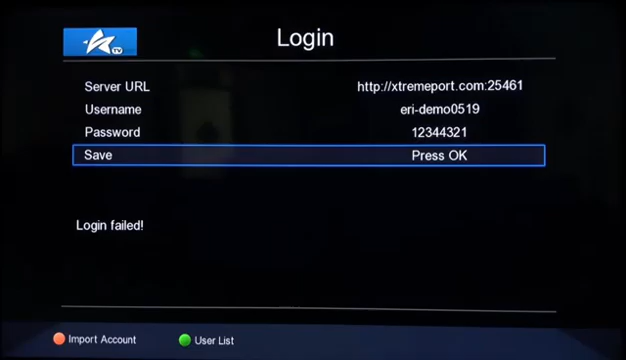 TV
Login
Server URL http://xtremeport.com:25461
Username eri-demo0519
Password 12344321
Save Press OK
Login failed!
Import Account User List